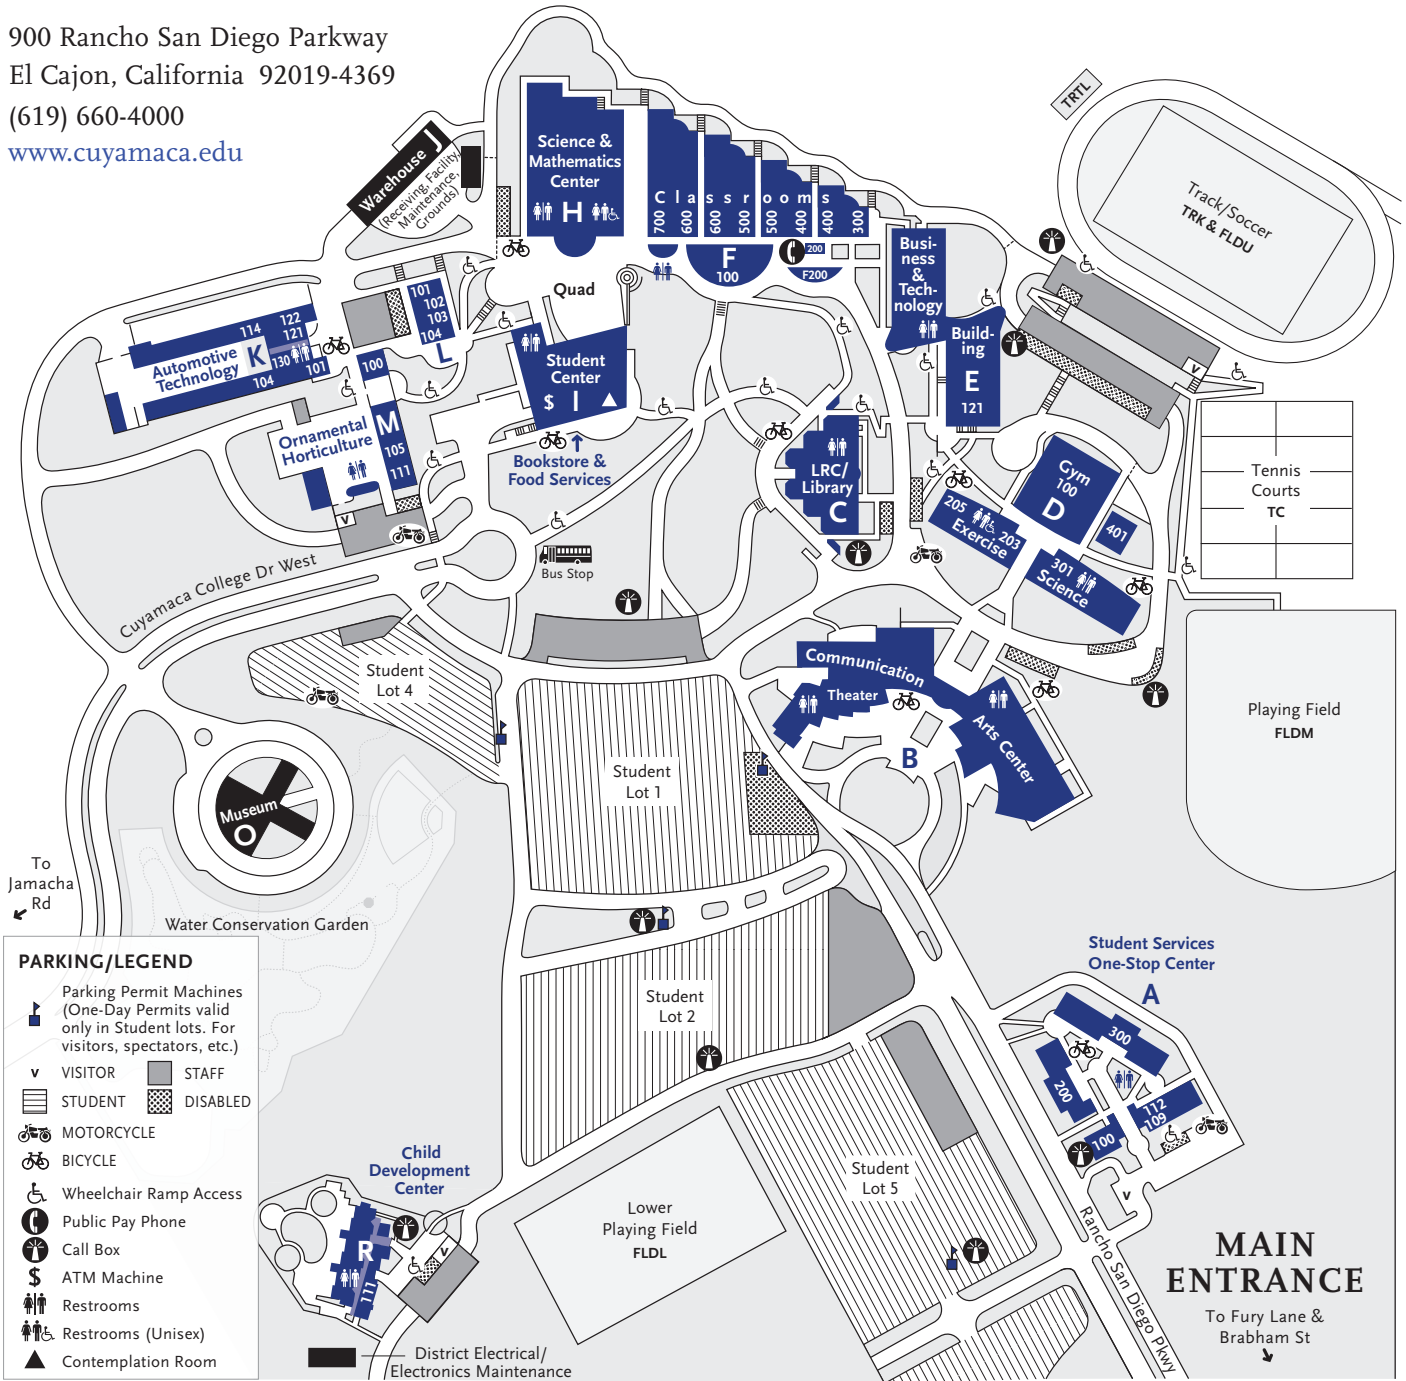 900 Rancho San Diego Parkway
El Cajon, California 92019-4369
(619) 660-4000
www.cuyamaca.edu
TRTL
Track/Soccer
TRK & FLDU
Warehouse J
(Receiving, Facility,
Maintenance,
Grounds)
Science &
Mathematics
Center
H
Classrooms
700
600
600
500
500
400
400
300
F
100
200
F200
Quad
Busi-
ness
&
Tech-
nology
Build-
ing
E
121
101
102
103
104
L
114
122
121
Automotive
Technology
K
130
101
104
100
M
105
111
Ornamental
Horticulture
V
Student
Center
$ I
Bookstore &
Food Services
LRC/
Library
C
Gym
100
D
401
205
203
Exercise
301
Science
V
Tennis
Courts
TC
Bus Stop
Cuyamaca College Dr West
Student
Lot 4
Student
Lot 1
Communication
Theater
Arts Center
B
Playing Field
FLDM
Museum
O
To
Jamacha
Rd
Water Conservation Garden
Student
Lot 2
Student Services
One-Stop Center
A
300
200
112
109
100
V
Student
Lot 5
Child
Development
Center
R
111
V
Lower
Playing Field
FLDL
Rancho San Diego Pkwy
MAIN
ENTRANCE
To Fury Lane &
Brabham St
District Electrical/
Electronics Maintenance
PARKING/LEGEND
Parking Permit Machines
(One-Day Permits valid
only in Student lots. For
visitors, spectators, etc.)
V VISITOR
STAFF
STUDENT
DISABLED
MOTORCYCLE
BICYCLE
Wheelchair Ramp Access
Public Pay Phone
Call Box
$ ATM Machine
Restrooms
Restrooms (Unisex)
Contemplation Room